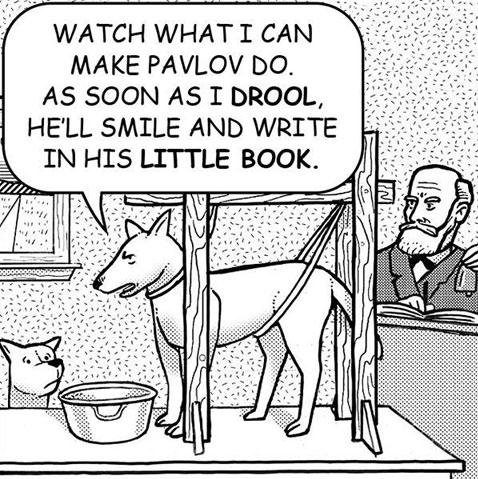 WATCH WHAT I CAN
MAKE PAVLOV DO.
AS SOON AS I DROOL,
HE'LL SMILE AND WRITE
IN HIS LITTLE BOOK.